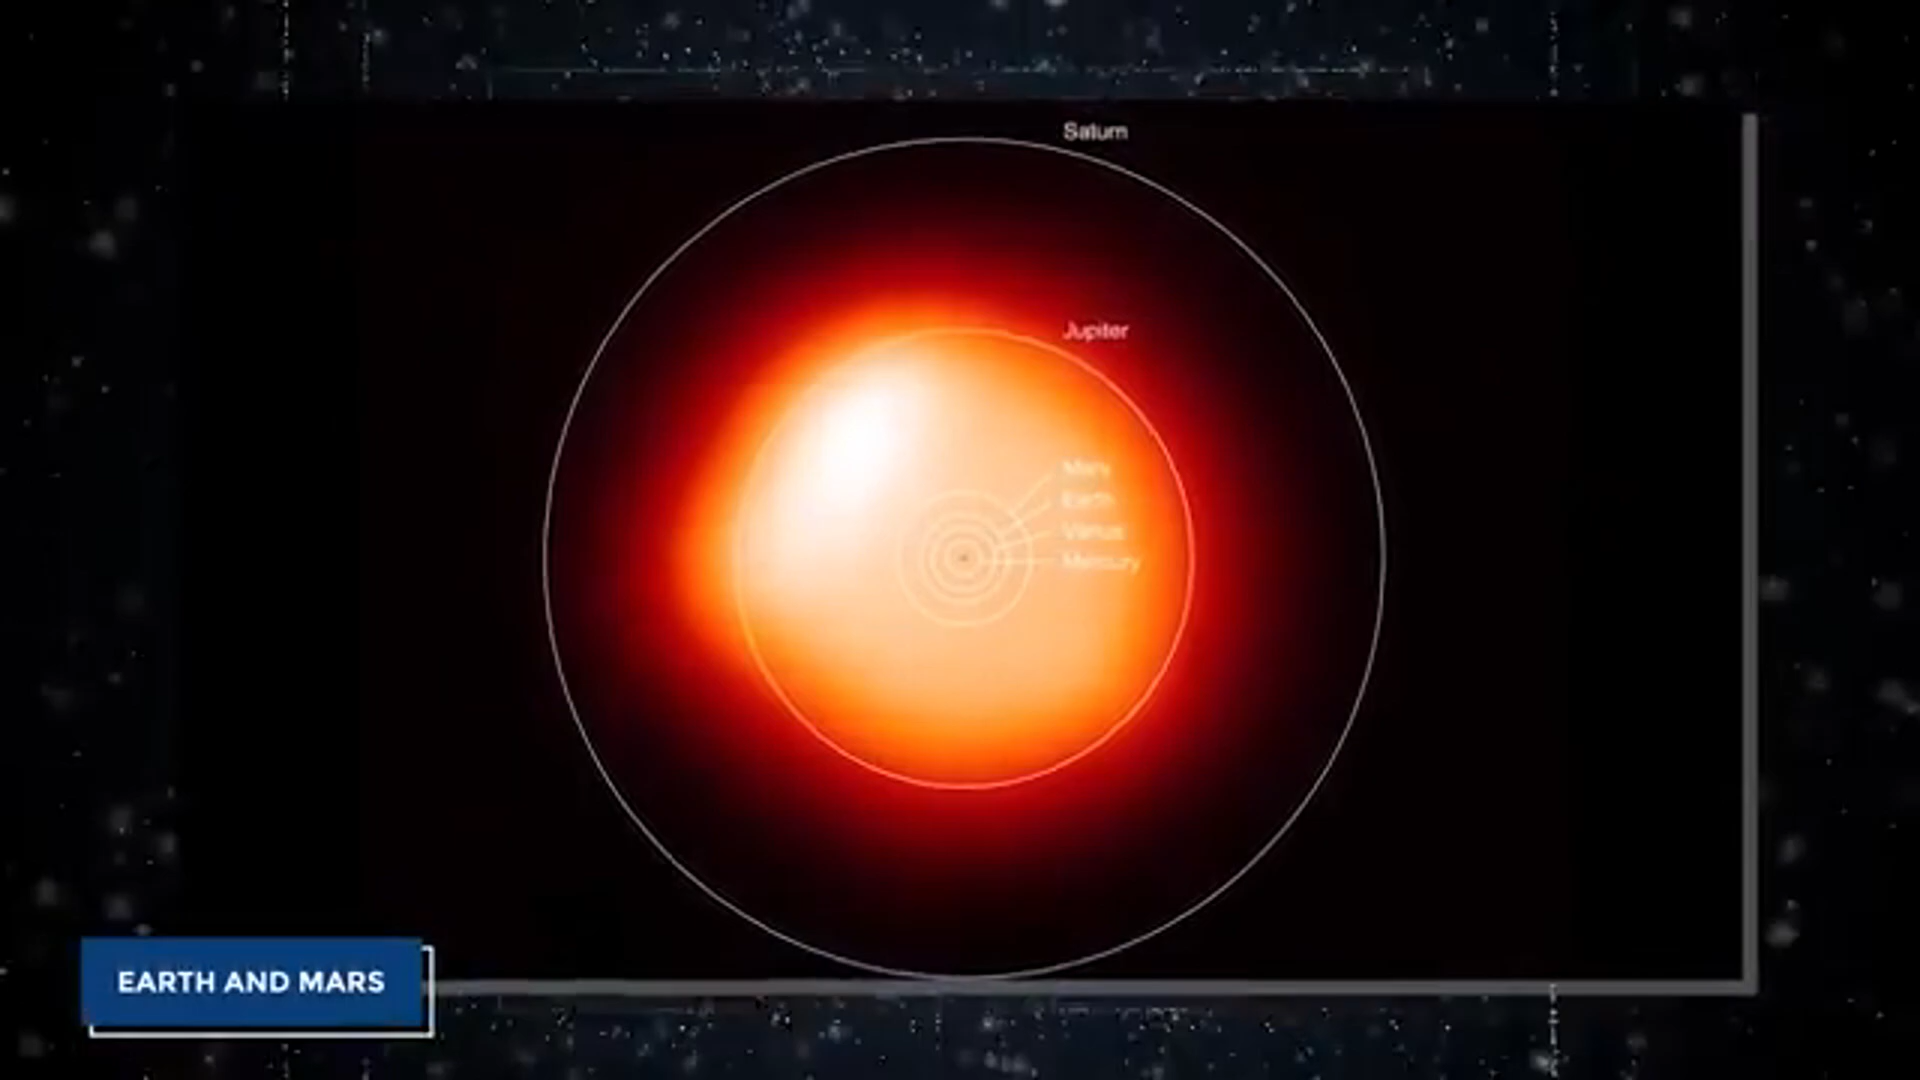 Saturn
Jupiter
Mars
Earth
Venus
Mercury
EARTH AND MARS